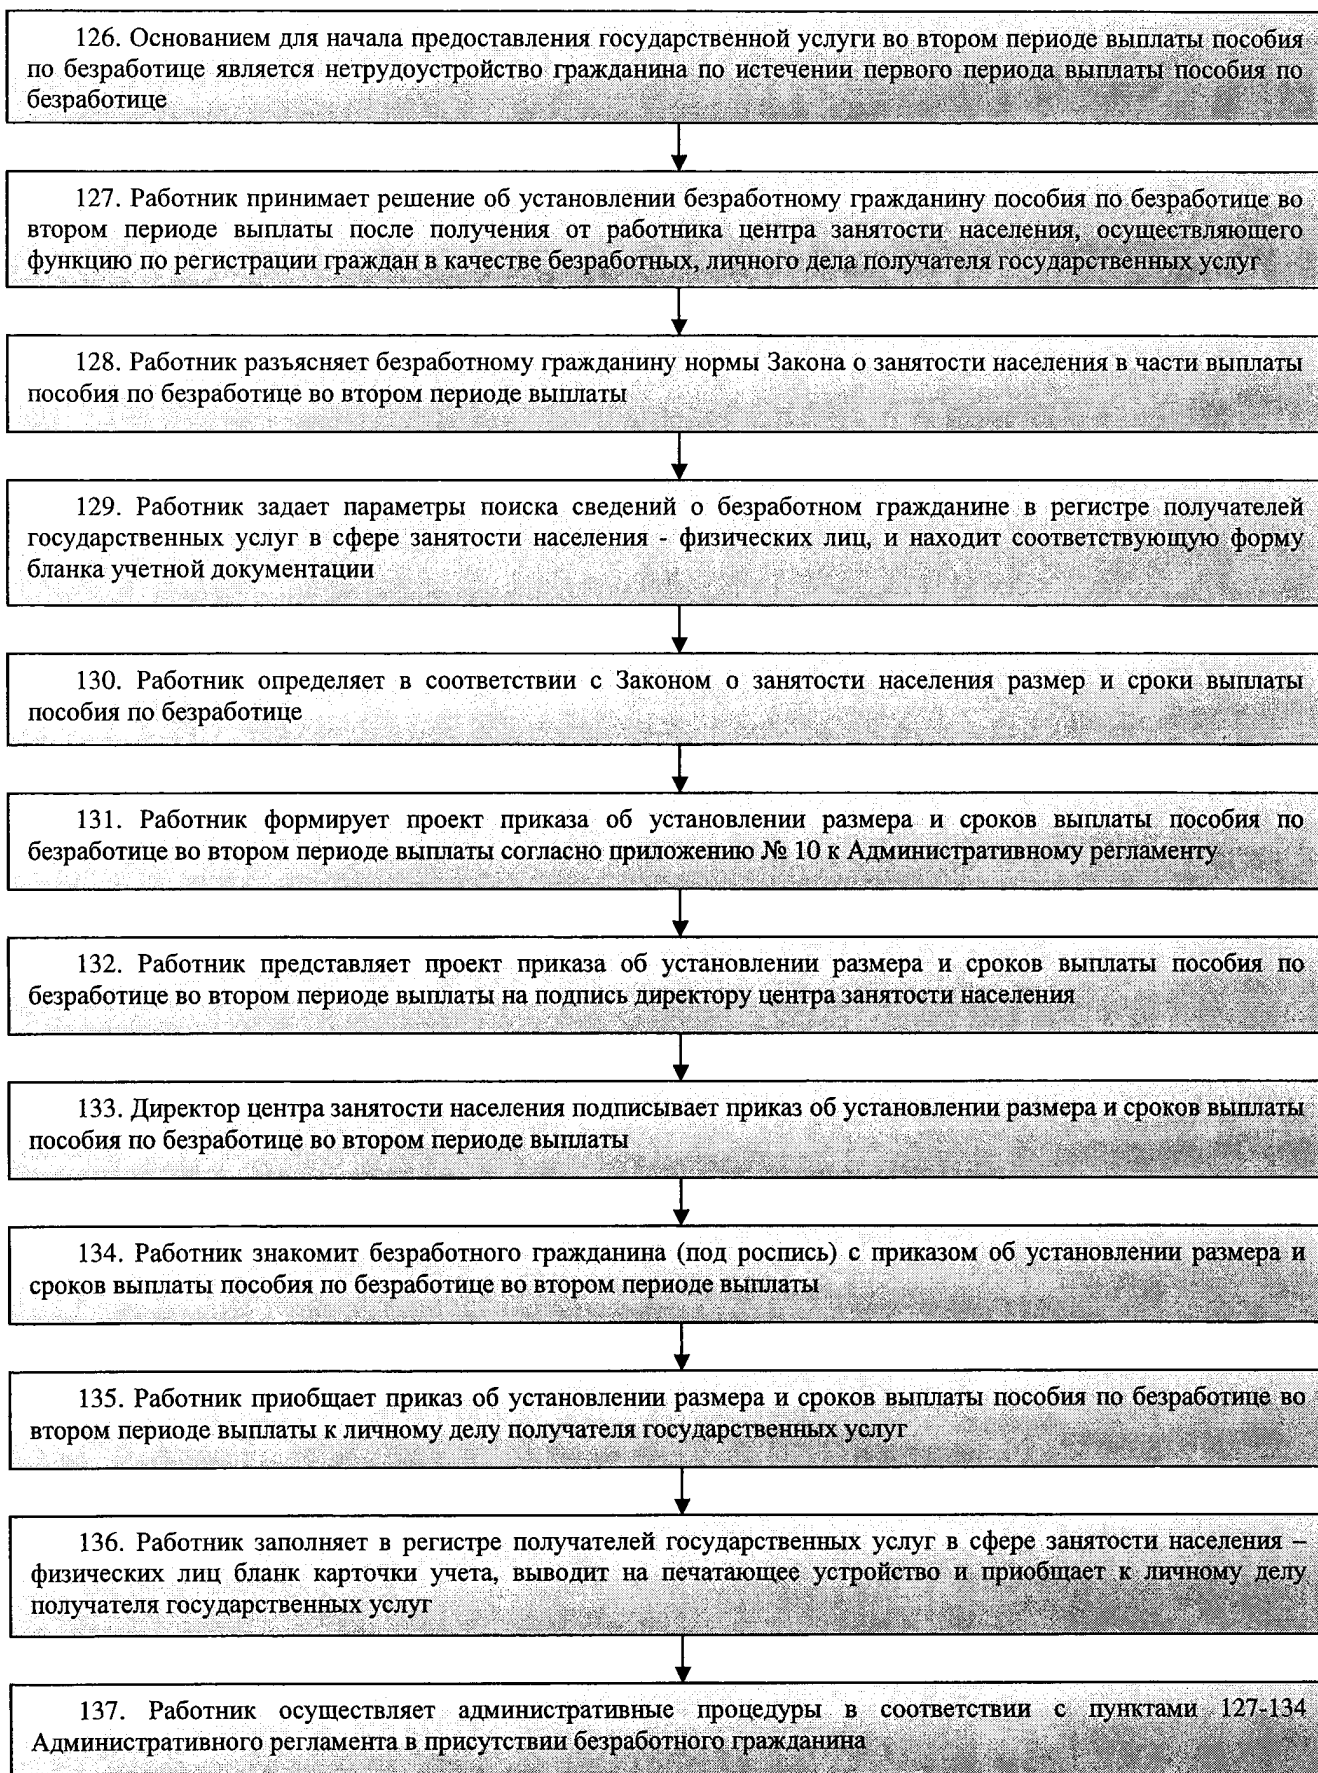 126. Основанием для начала предоставления государственной услуги во втором периоде выплаты пособия
по безработице является нетрудоустройство гражданина по истечении первого периода выплаты пособия по
безработице
127. Работник принимает решение об установлении безработному гражданину пособия по безработице во
втором периоде выплаты после получения от работника центра занятости населения, осуществляющего
функцию по регистрации граждан в качестве безработных, личного дела получателя государственных услуг
128. Работник разъясняет безработному гражданину нормы Закона о занятости населения в части выплаты
пособия по безработице во втором периоде выплаты
129. Работник задает параметры поиска сведений о безработном гражданине в регистре получателей
государственных услуг в сфере занятости населения - физических лиц, и находит соответствующую форму
бланка учетной документации
130. Работник определяет в соответствии с Законом о занятости населения размер и сроки выплаты
пособия по безработице
131. Работник формирует проект приказа об установлении размера и сроков выплаты пособия по
безработице во втором периоде выплаты согласно приложению № 10 к Административному регламенту
132. Работник представляет проект приказа об установлении размера и сроков выплаты пособия по
безработице во втором периоде выплаты на подпись директору центра занятости населения
133. Директор центра занятости населения подписывает приказ об установлении размера и сроков выплаты
пособия по безработице во втором периоде выплаты
134. Работник знакомит безработного гражданина (под роспись) с приказом об установлении размера и
сроков выплаты пособия по безработице во втором периоде выплаты
135. Работник приобщает приказ об установлении размера и сроков выплаты пособия по безработице во
втором периоде выплаты к личному делу получателя государственных услуг
136. Работник заполняет в регистре получателей государственных услуг в сфере занятости населения –
физических лиц бланк карточки учета, выводит на печатающее устройство и приобщает к личному делу
получателя государственных услуг
137. Работник осуществляет административные процедуры в соответствии с пунктами 127-134
Административного регламента в присутствии безработного гражданина